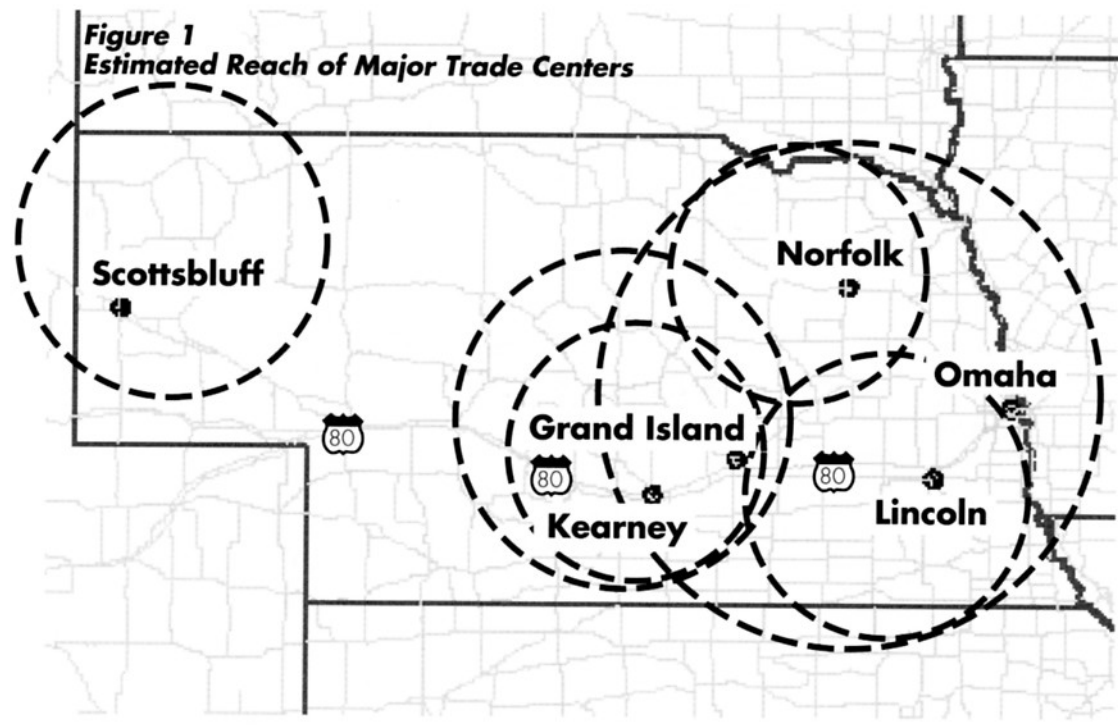 Figure 1
Estimated Reach of Major Trade Centers
Scottsbluff
Norfolk
Omaha
80
Grand Island
80
80
Lincoln
Kearney